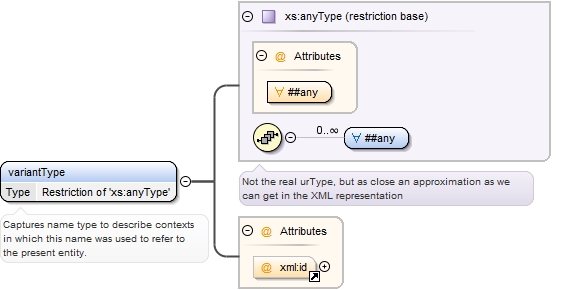 xs:anyType (restriction base)
@ Attributes
∀ ##any
0..∞
∀ ##any
Not the real urType, but as close an approximation as we
can get in the XML representation
variantType
Type Restriction of 'xs:anyType'
Captures name type to describe contexts
in which this name was used to refer to
the present entity.
@ Attributes
@ xml:id